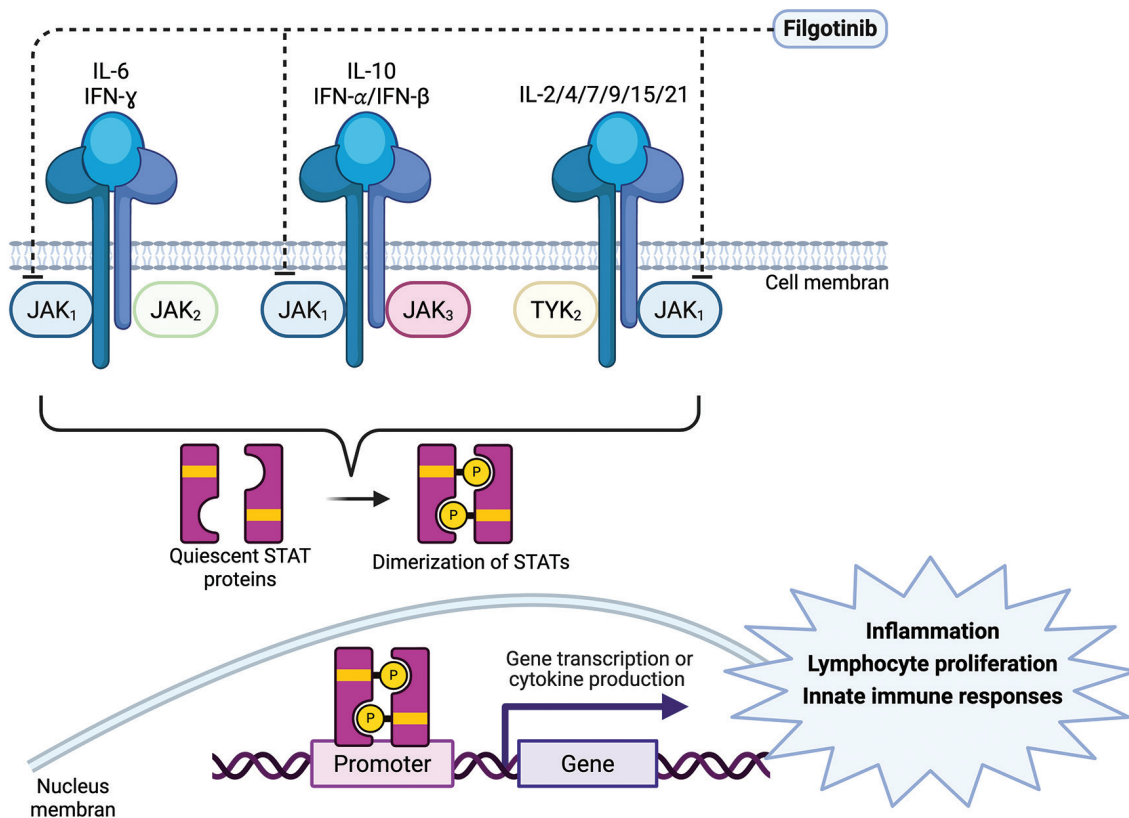 Filgotinib
IL-6
IFN-ɣ
IL-10
IFN-α/IFN-β
IL-2/4/7/9/15/21
Cell membran
JAK₁
JAK₂
JAK₁
JAK₃
TYK₂
JAK₁
P
P
Quiescent STAT
proteins
Dimerization of STATs
Inflammation
Lymphocyte proliferation
Innate immune responses
Gene transcription or
cytokine production
P
P
Promoter
Gene
Nucleus
membran